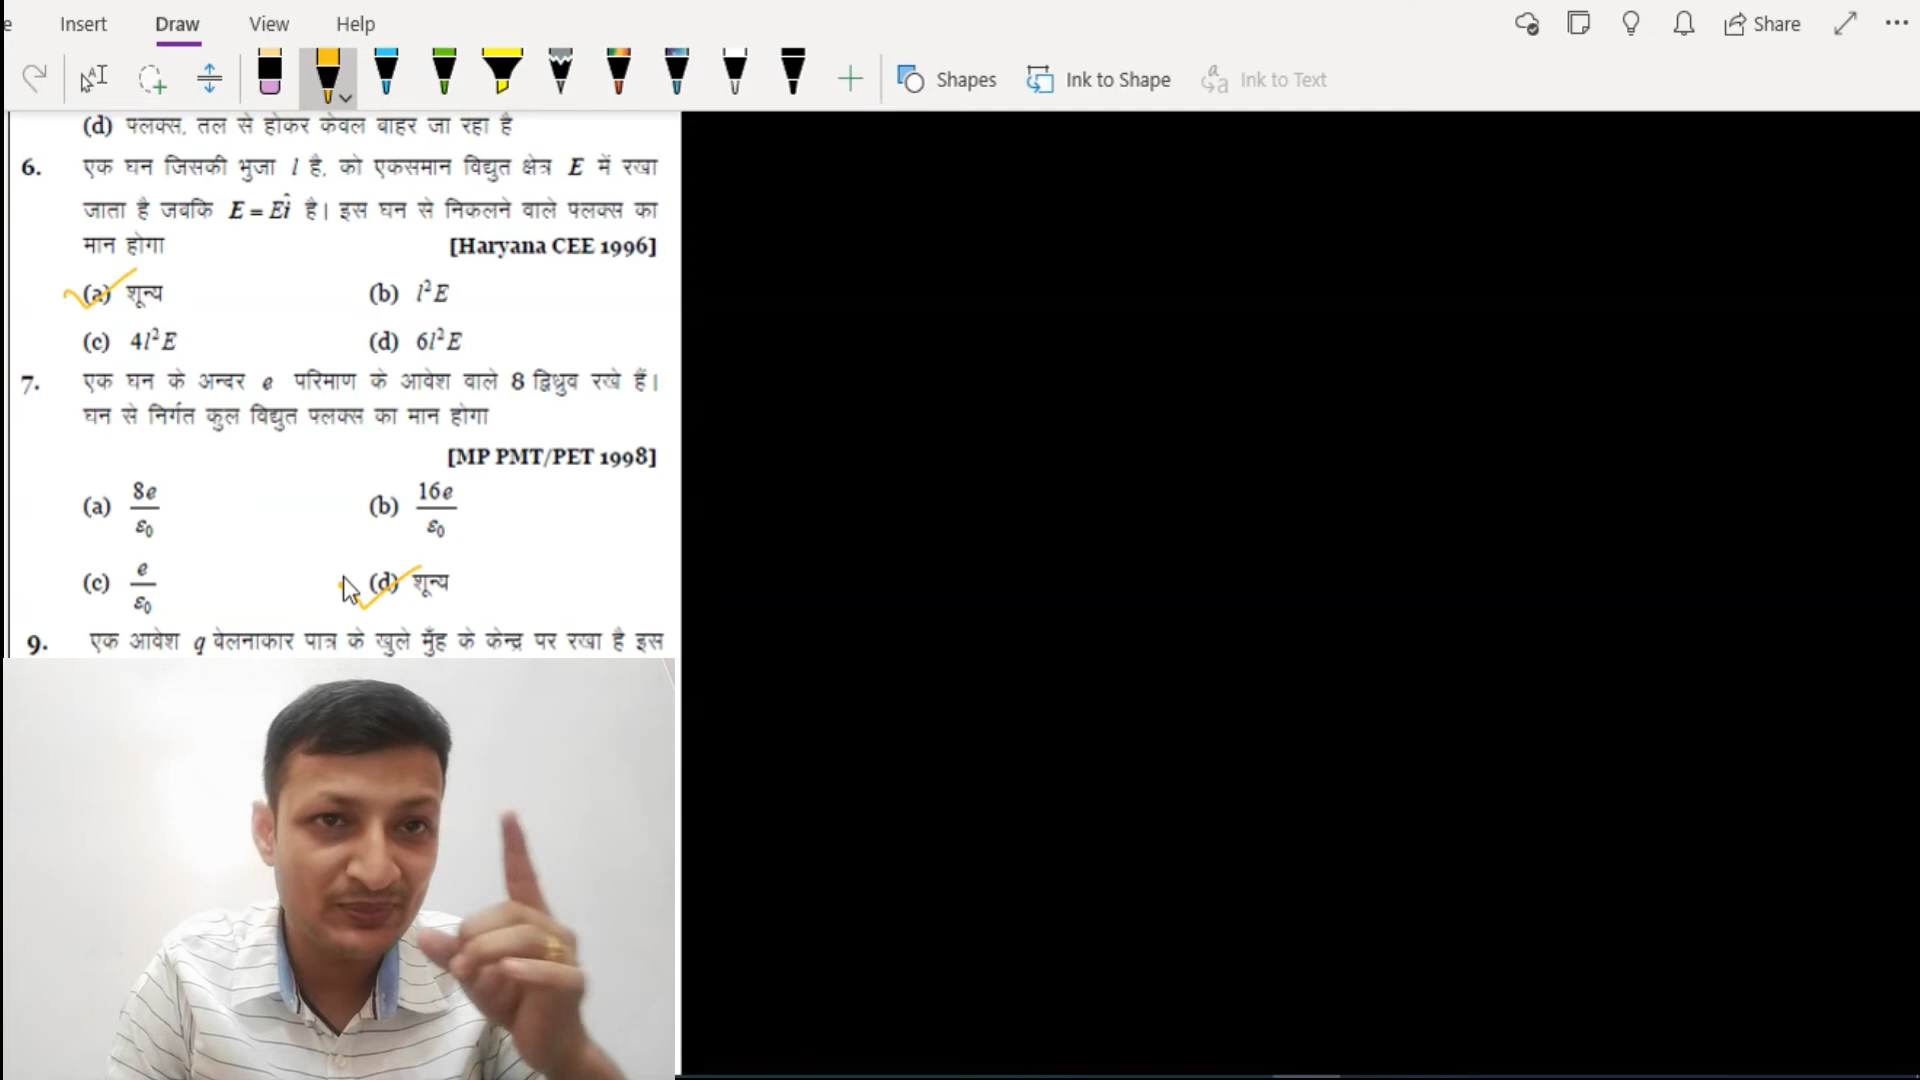 e Insert Draw View Help Share
Shapes Ink to Shape Ink to Text
(d) फ्लक्स, तल से होकर केवल बाहर जा रहा है
6. एक घन जिसकी भुजा l है, को एकसमान विद्युत क्षेत्र E में रखा
जाता है जबकि E = Eî है। इस घन से निकलने वाले फ्लक्स का
मान होगा [Haryana CEE 1996]
(a) शून्य (b) l²E
(c) 4l²E (d) 6l²E
7. एक घन के अन्दर e परिमाण के आवेश वाले 8 द्विध्रुव रखे हैं।
घन से निर्गत कुल विद्युत फ्लक्स का मान होगा
[MP PMT/PET 1998]
(a) 8e/ε₀ (b) 16e/ε₀
(c) e/ε₀ (d) शून्य
9. एक आवेश q बेलनाकार पात्र के खुले मुँह के केन्द्र पर रखा है इस